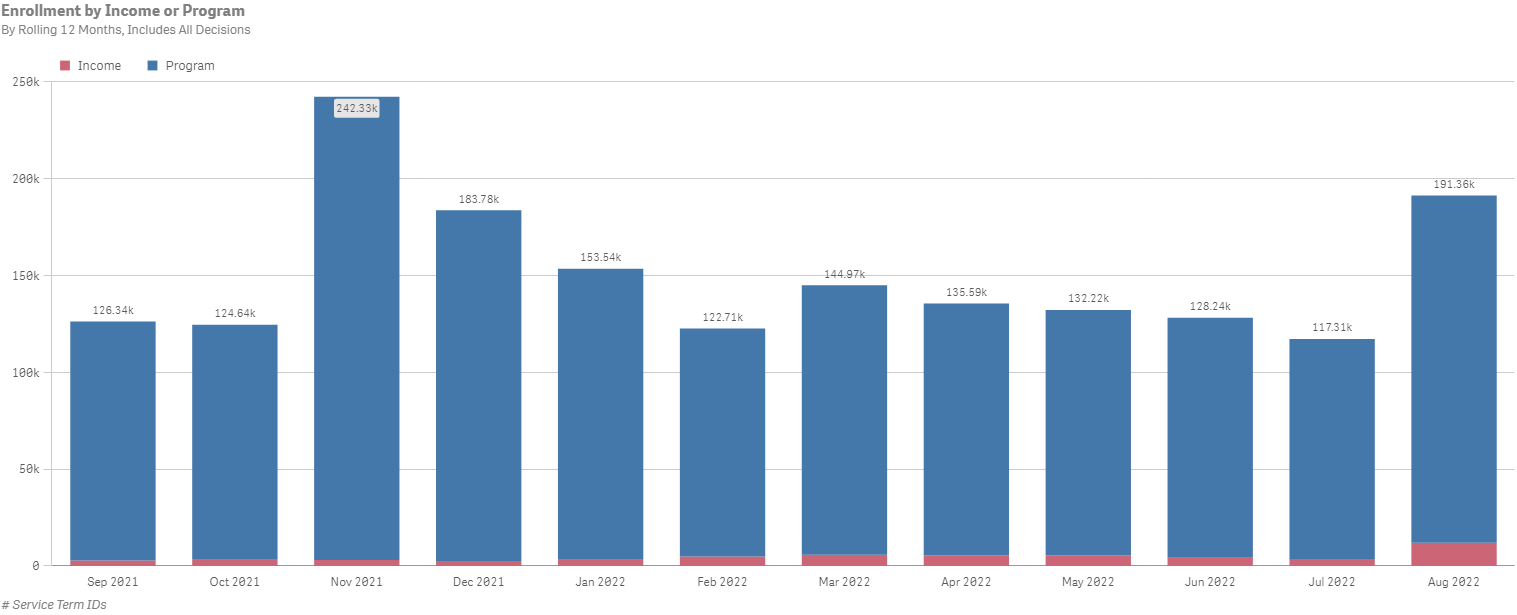 Enrollment by Income or Program
By Rolling 12 Months, Includes All Decisions
Income Program
250k
242.33k
200k
191.36k
183.78k
153.54k
150k
144.97k
135.59k
132.22k
128.24k
126.34k
124.64k
122.71k
117.31k
100k
50k
0
Sep 2021 Oct 2021 Nov 2021 Dec 2021 Jan 2022 Feb 2022 Mar 2022 Apr 2022 May 2022 Jun 2022 Jul 2022 Aug 2022
# Service Term IDs